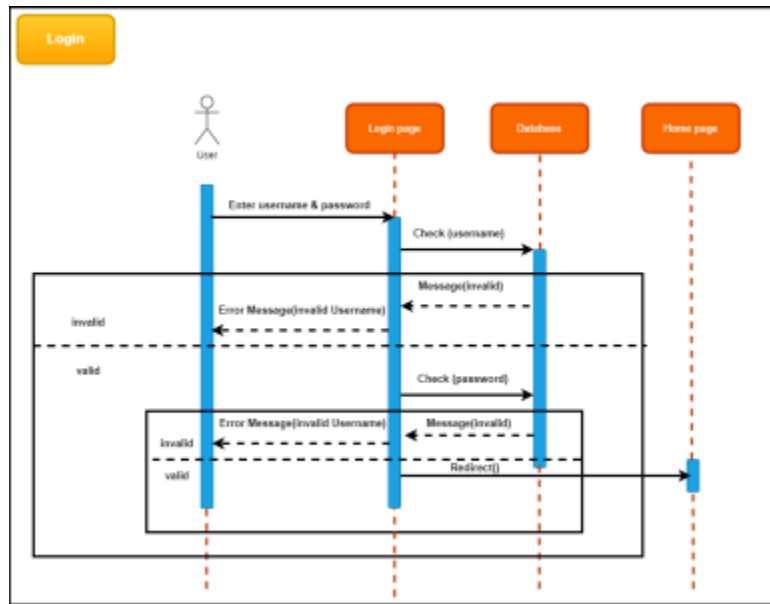 Login
User
Login page
Database
Home page
Enter username & password
Check (username)
Message(invalid)
Error Message(invalid Username)
invalid
valid
Check (password)
Error Message(invalid Username)
Message(invalid)
invalid
valid
Redirect()